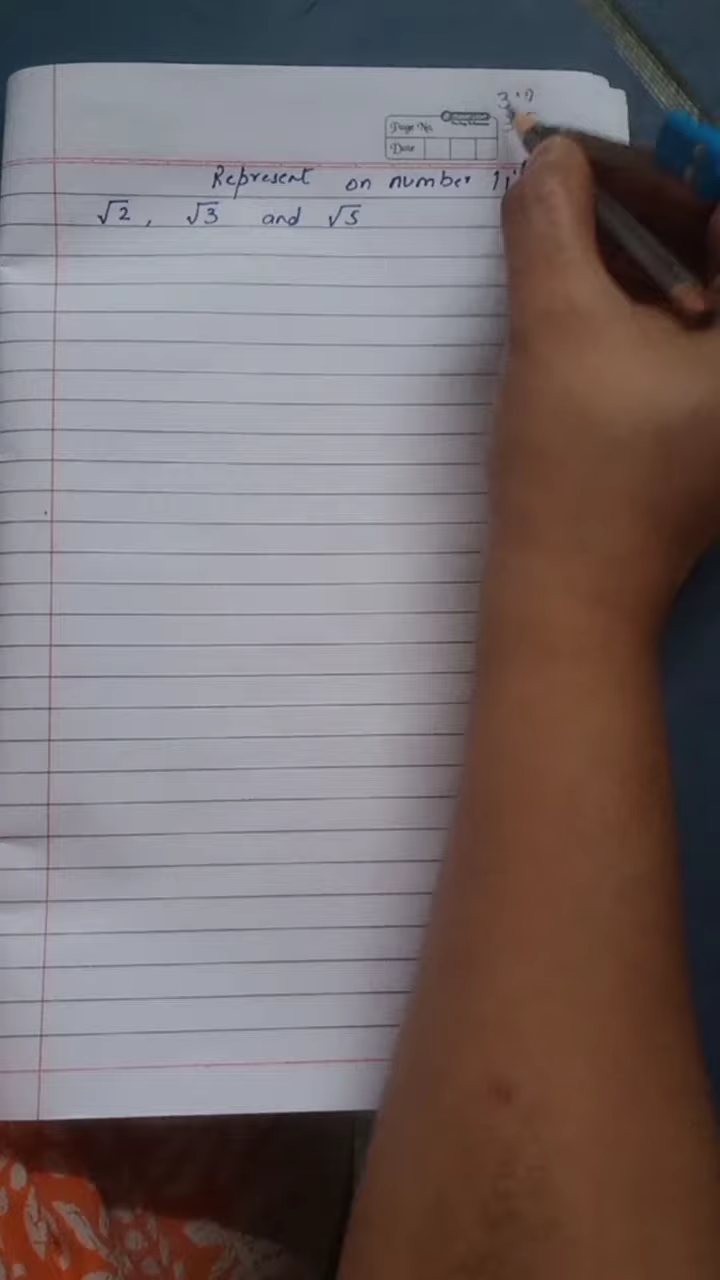 Page No.
Date
Represent on number
√2, √3 and √5